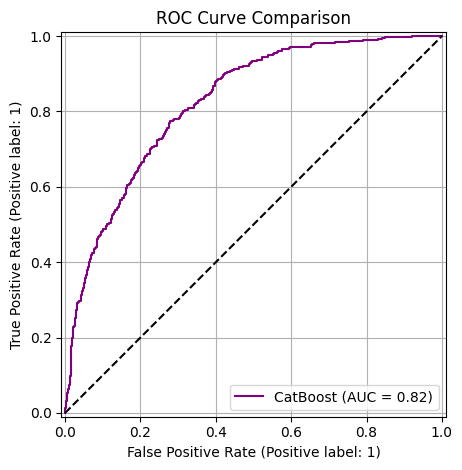 ROC Curve Comparison
True Positive Rate (Positive label: 1)
1.0
0.8
0.6
0.4
0.2
0.0
CatBoost (AUC = 0.82)
0.0 0.2 0.4 0.6 0.8 1.0
False Positive Rate (Positive label: 1)